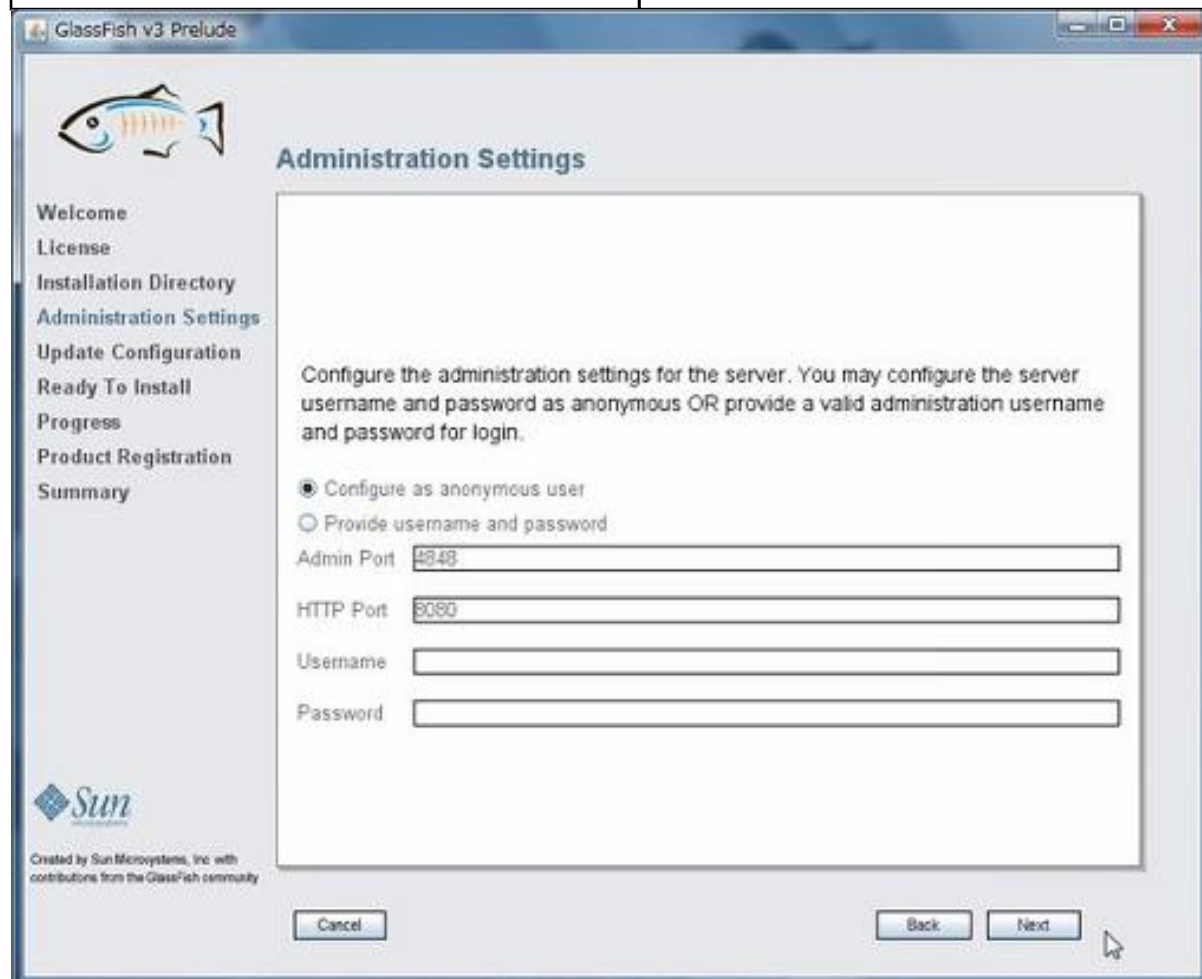 GlassFish v3 Prelude
Administration Settings
Welcome
License
Installation Directory
Administration Settings
Update Configuration
Ready To Install
Progress
Product Registration
Summary
Configure the administration settings for the server. You may configure the server
username and password as anonymous OR provide a valid administration username
and password for login.
Configure as anonymous user
Provide username and password
Admin Port 4848
HTTP Port 8080
Username
Password
Sun
microsystems
Created by Sun Microsystems, Inc with
contributions from the GlassFish community
Cancel
Back
Next